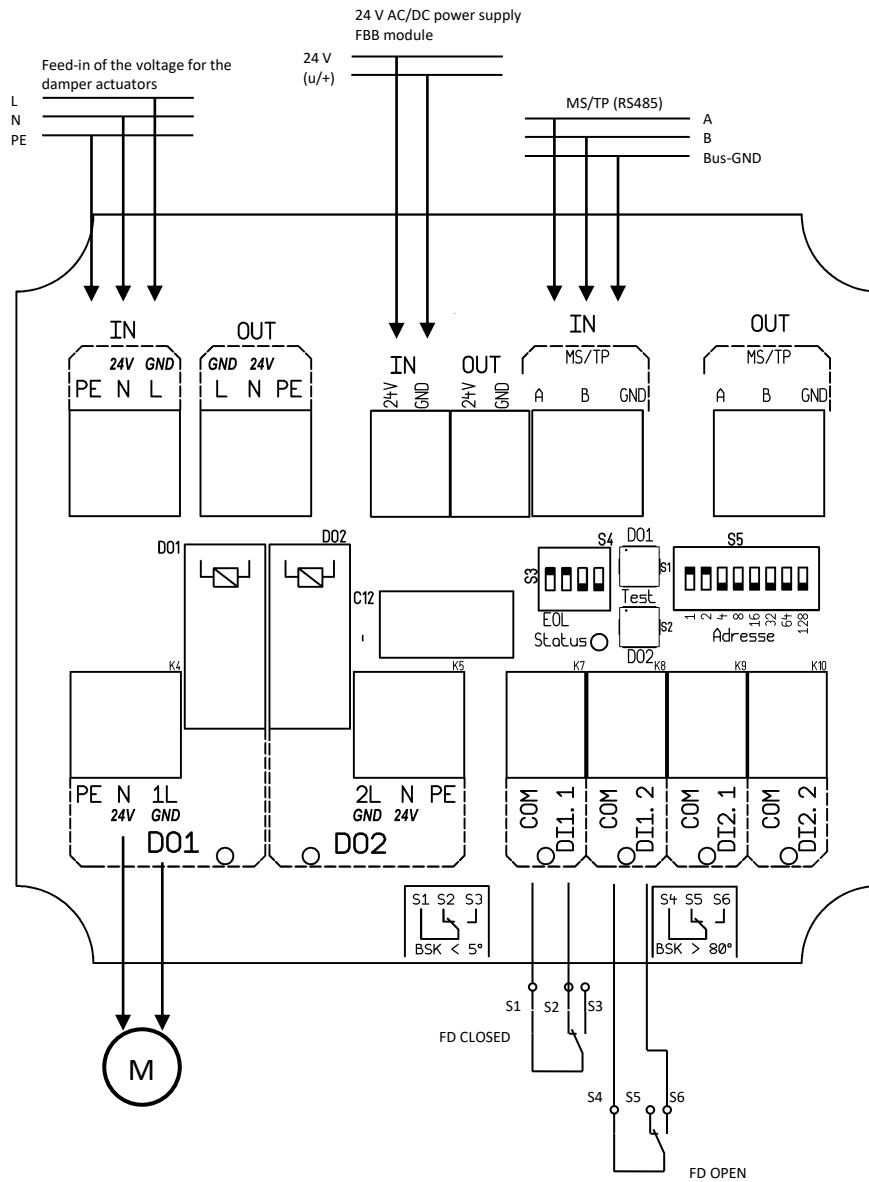 24 V AC/DC power supply
FBB module
24 V
(u/+)
Feed-in of the voltage for the
damper actuators
L
N
PE
MS/TP (RS485)
A
B
Bus-GND
IN
24V GND
PE N L
OUT
GND 24V
L N PE
IN
24V GND
OUT
24V GND
IN
MS/TP
A B GND
OUT
MS/TP
A B GND
DO1
DO2
C12
S3
S4
EOL
Status
DO1
S1
Test
S2
DO2
S5
1 2 4 8 16 32 64 128
Adresse
K4
K5
K7
K8
K9
K10
PE N 1L
24V GND
DO1
2L N PE
GND 24V
DO2
COM DI1. 1
COM DI1. 2
COM DI2. 1
COM DI2. 2
S1 S2 S3
BSK < 5°
S4 S5 S6
BSK > 80°
S1 S2 S3
FD CLOSED
M
S4 S5 S6
FD OPEN